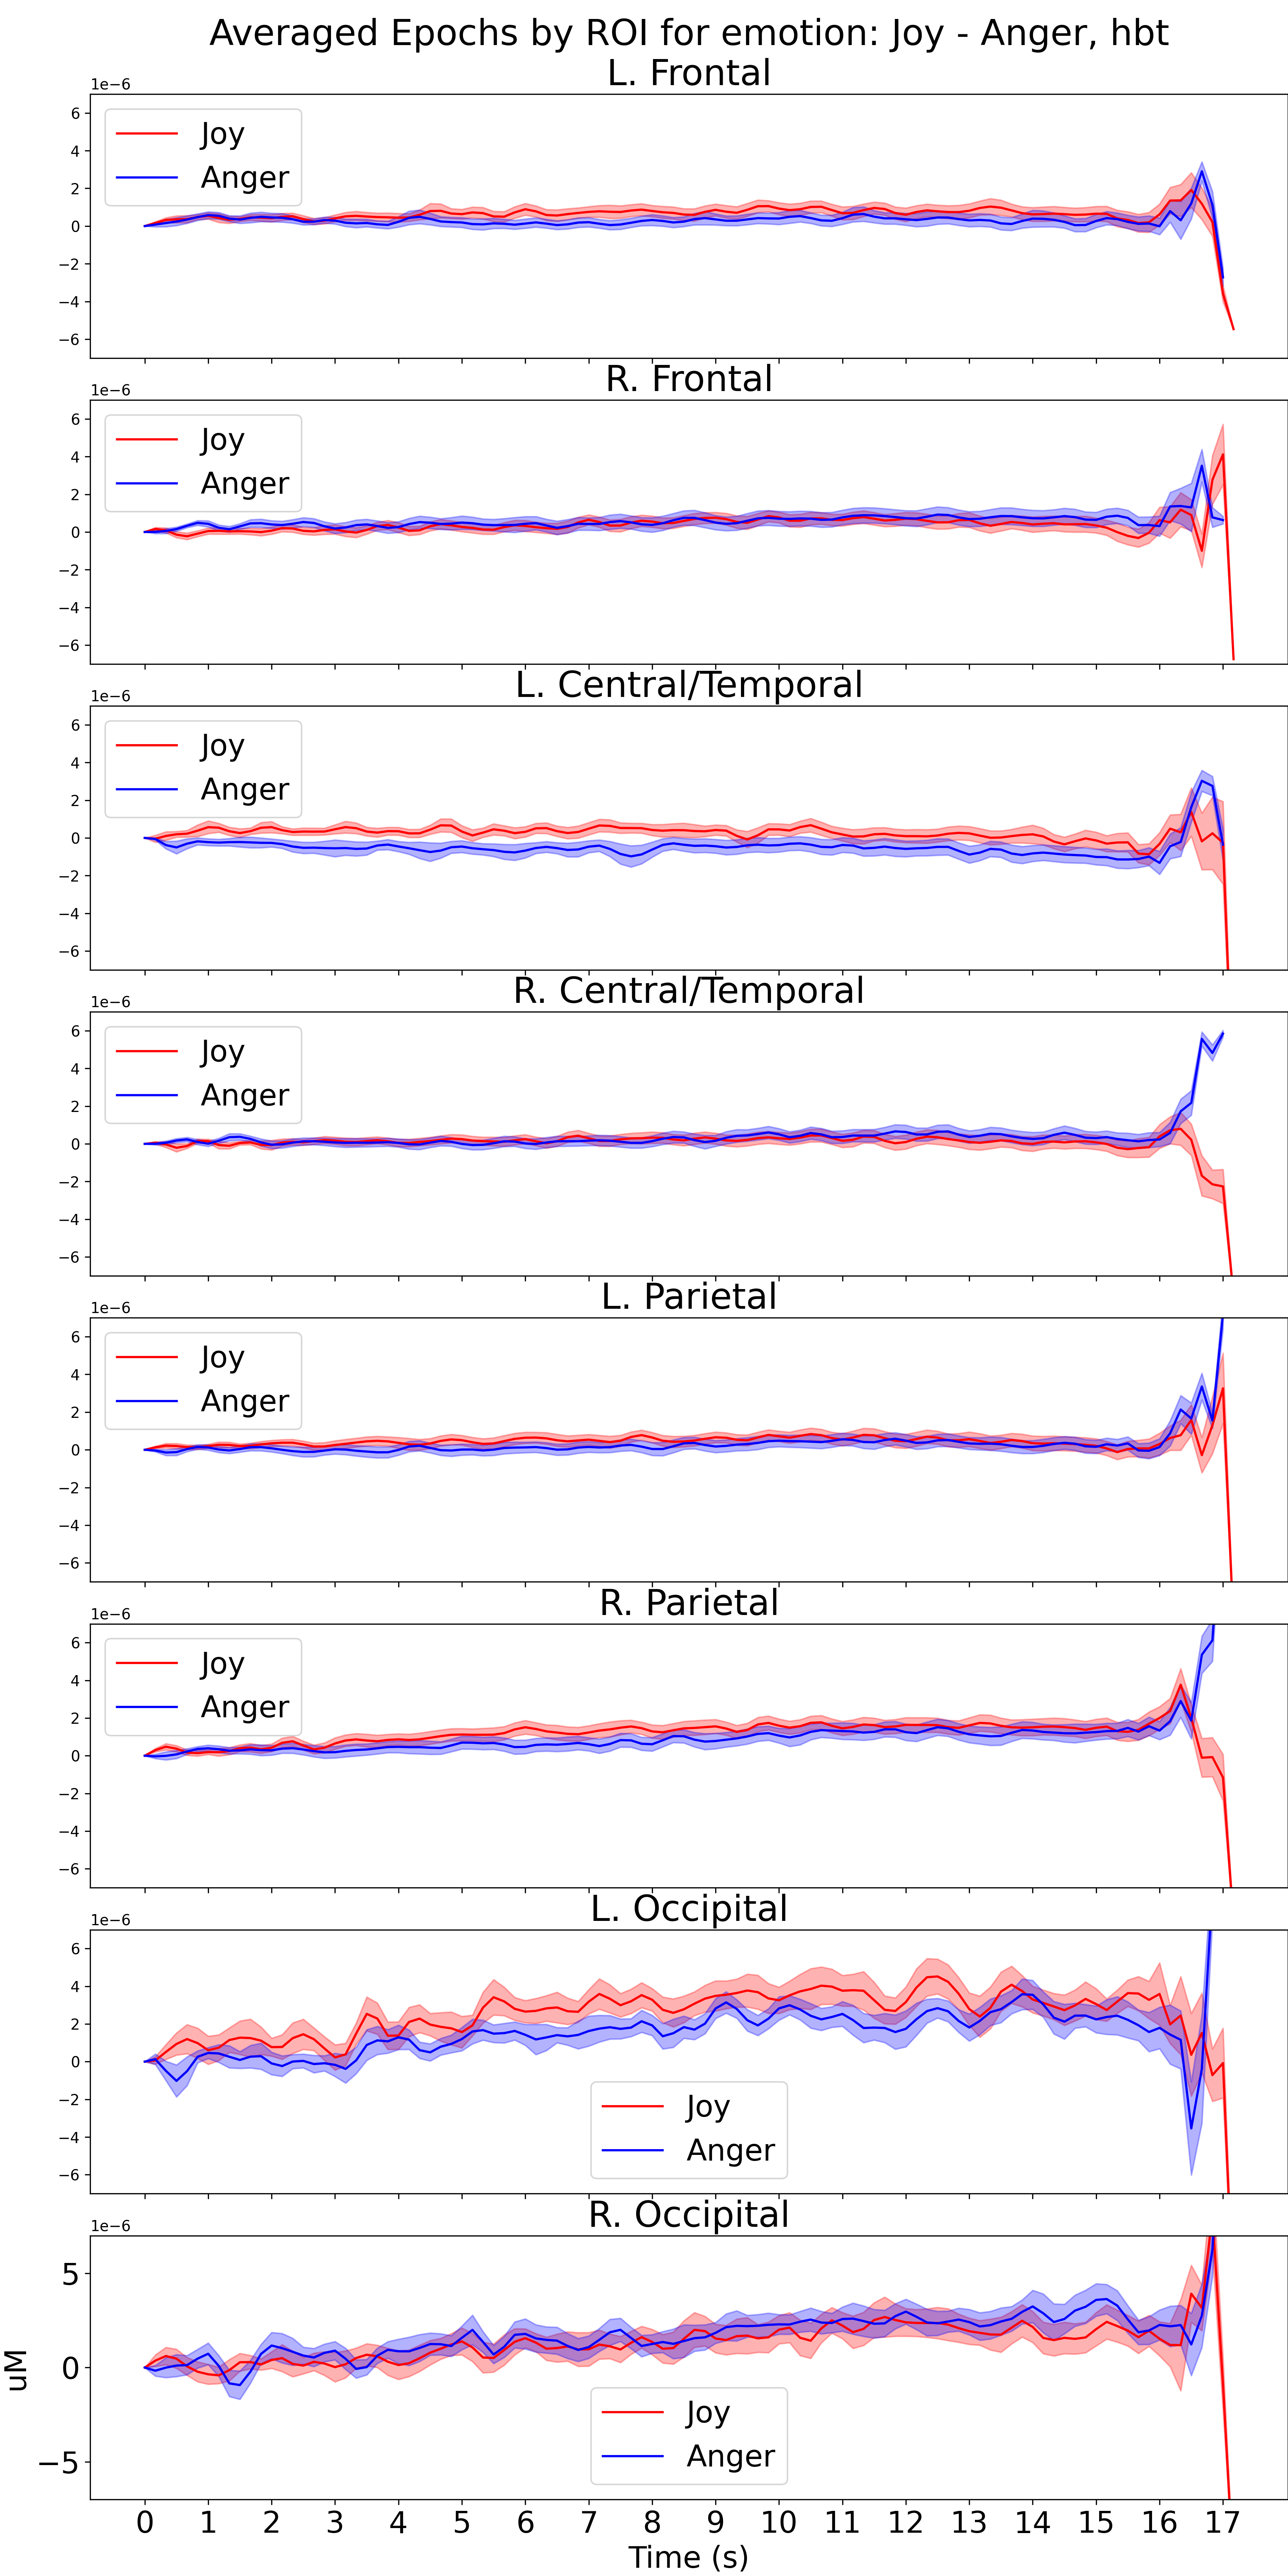 Averaged Epochs by ROI for emotion: Joy - Anger, hbt
L. Frontal
1e−6
6
4
2
0
−2
−4
−6
Joy
Anger
R. Frontal
1e−6
6
4
2
0
−2
−4
−6
Joy
Anger
L. Central/Temporal
1e−6
6
4
2
0
−2
−4
−6
Joy
Anger
R. Central/Temporal
1e−6
6
4
2
0
−2
−4
−6
Joy
Anger
L. Parietal
1e−6
6
4
2
0
−2
−4
−6
Joy
Anger
R. Parietal
1e−6
6
4
2
0
−2
−4
−6
Joy
Anger
L. Occipital
1e−6
6
4
2
0
−2
−4
−6
Joy
Anger
R. Occipital
1e−6
5
0
−5
uM
Joy
Anger
0 1 2 3 4 5 6 7 8 9 10 11 12 13 14 15 16 17
Time (s)